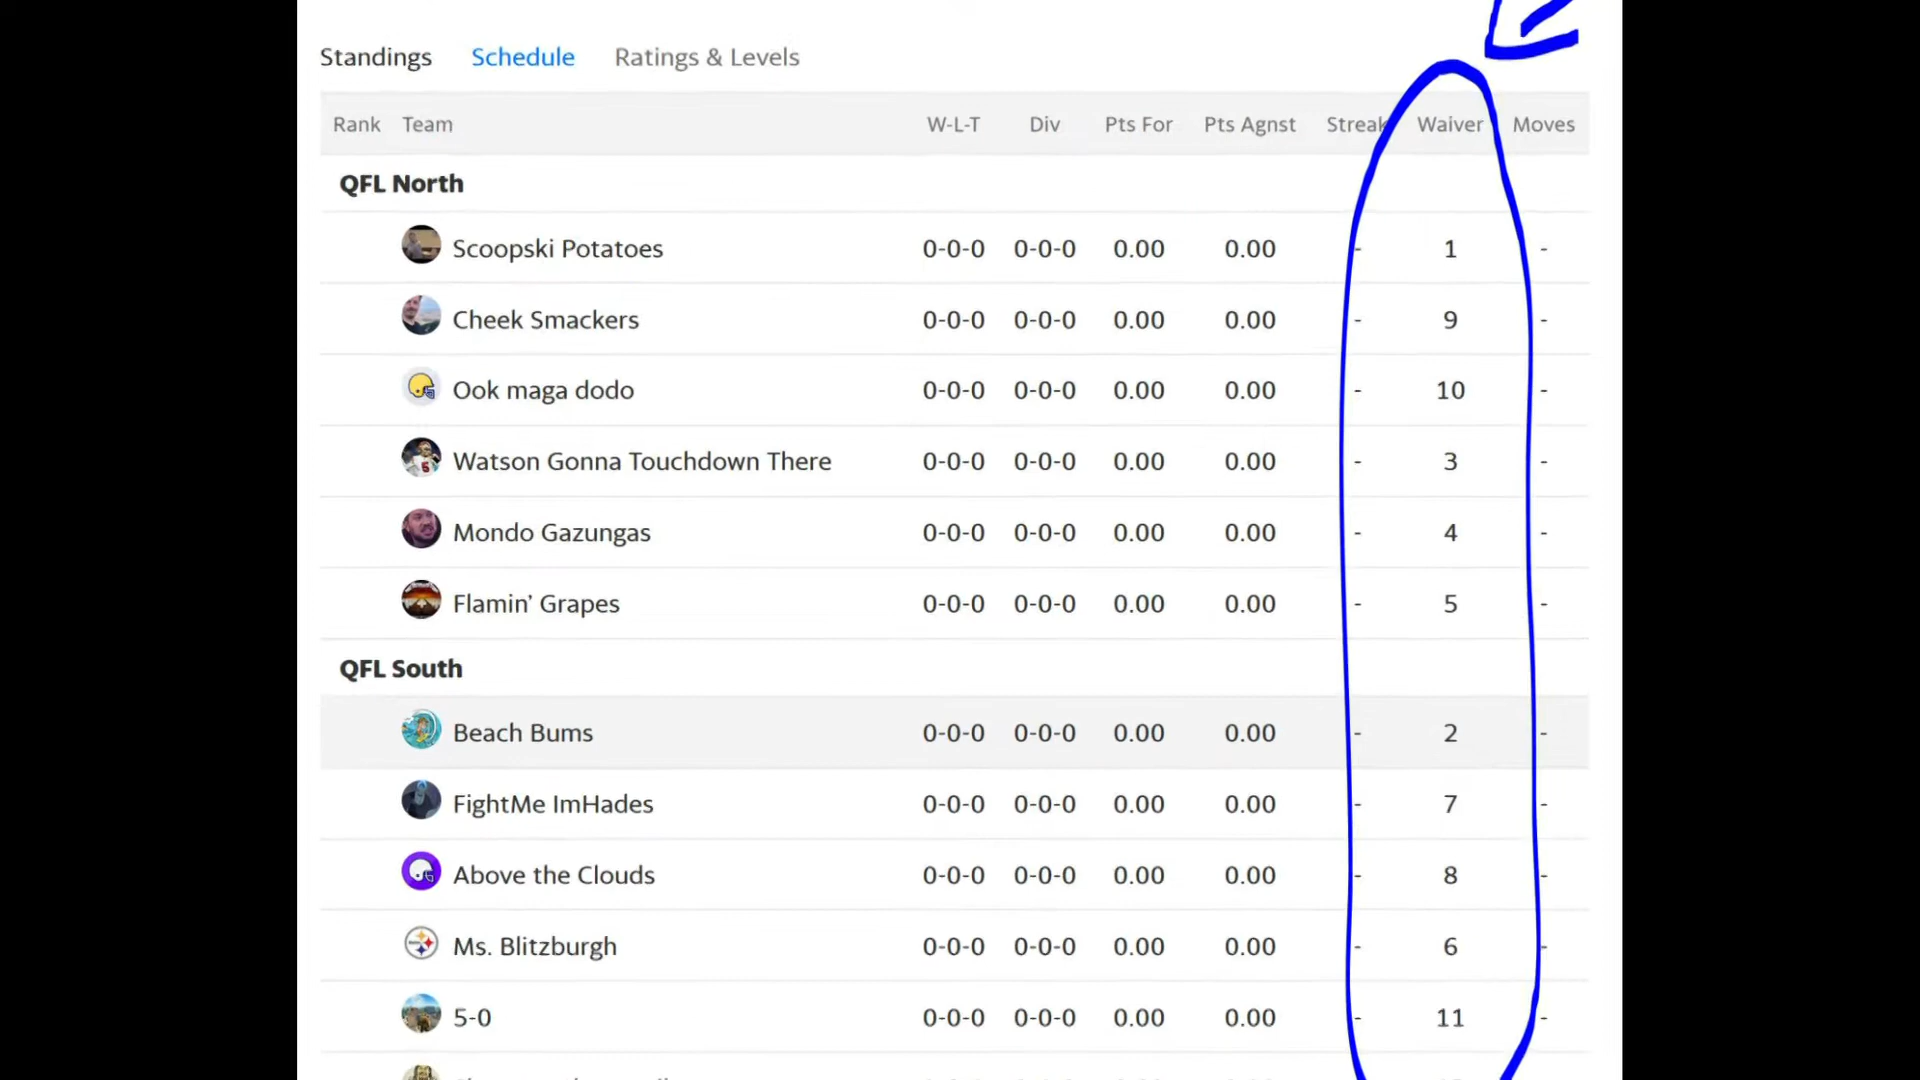 Standings Schedule Ratings & Levels
Rank Team W-L-T Div Pts For Pts Agnst Streak Waiver Moves
QFL North
Scoopski Potatoes 0-0-0 0-0-0 0.00 0.00 - 1 -
Cheek Smackers 0-0-0 0-0-0 0.00 0.00 - 9 -
Ook maga dodo 0-0-0 0-0-0 0.00 0.00 - 10 -
Watson Gonna Touchdown There 0-0-0 0-0-0 0.00 0.00 - 3 -
Mondo Gazungas 0-0-0 0-0-0 0.00 0.00 - 4 -
Flamin' Grapes 0-0-0 0-0-0 0.00 0.00 - 5 -
QFL South
Beach Bums 0-0-0 0-0-0 0.00 0.00 - 2 -
FightMe ImHades 0-0-0 0-0-0 0.00 0.00 - 7 -
Above the Clouds 0-0-0 0-0-0 0.00 0.00 - 8 -
Ms. Blitzburgh 0-0-0 0-0-0 0.00 0.00 - 6 -
5-0 0-0-0 0-0-0 0.00 0.00 - 11 -